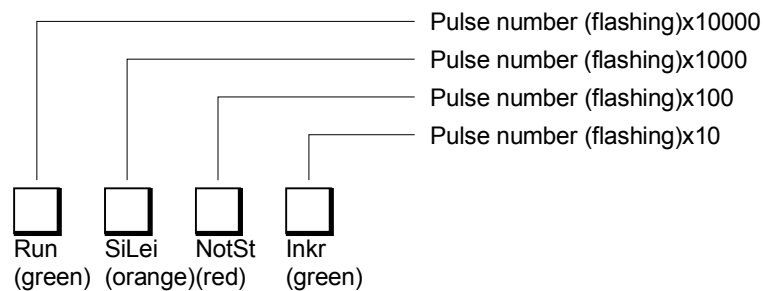 Pulse number (flashing)x10000
Pulse number (flashing)x1000
Pulse number (flashing)x100
Pulse number (flashing)x10
Run SiLei NotSt Inkr
(green) (orange)(red) (green)